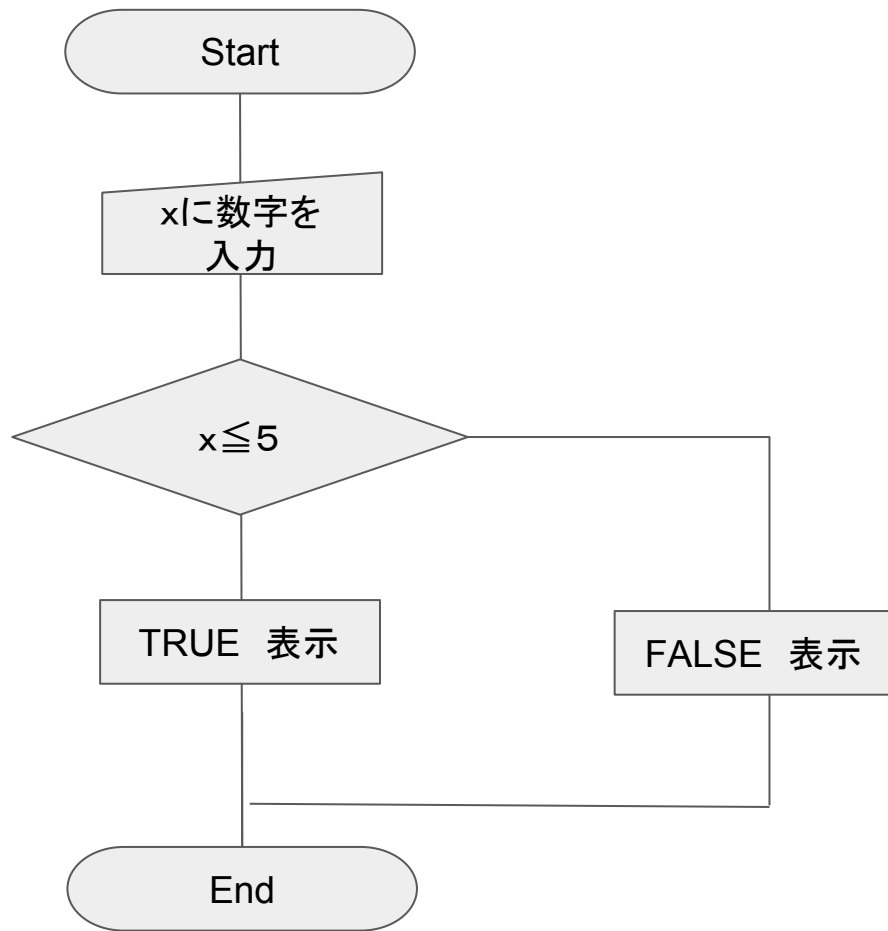 Start
xに数字を
入力
x≦５
TRUE　表示
FALSE　表示
End